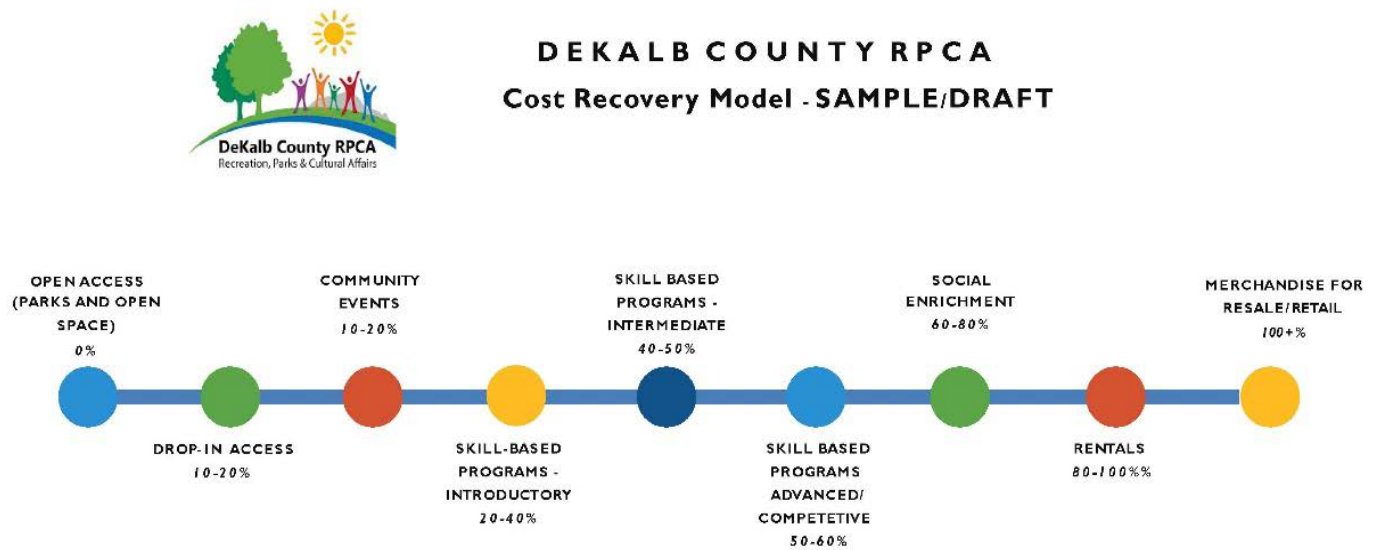 DeKalb County RPCA
Recreation, Parks & Cultural Affairs
DEKALB COUNTY RPCA
Cost Recovery Model - SAMPLE/DRAFT
OPEN ACCESS
(PARKS AND OPEN
SPACE)
0%
DROP-IN ACCESS
10-20%
COMMUNITY
EVENTS
10-20%
SKILL-BASED
PROGRAMS -
INTRODUCTORY
20-40%
SKILL BASED
PROGRAMS -
INTERMEDIATE
40-50%
SKILL BASED
PROGRAMS
ADVANCED/
COMPETETIVE
50-60%
SOCIAL
ENRICHMENT
60-80%
RENTALS
80-100%%
MERCHANDISE FOR
RESALE/RETAIL
100+%